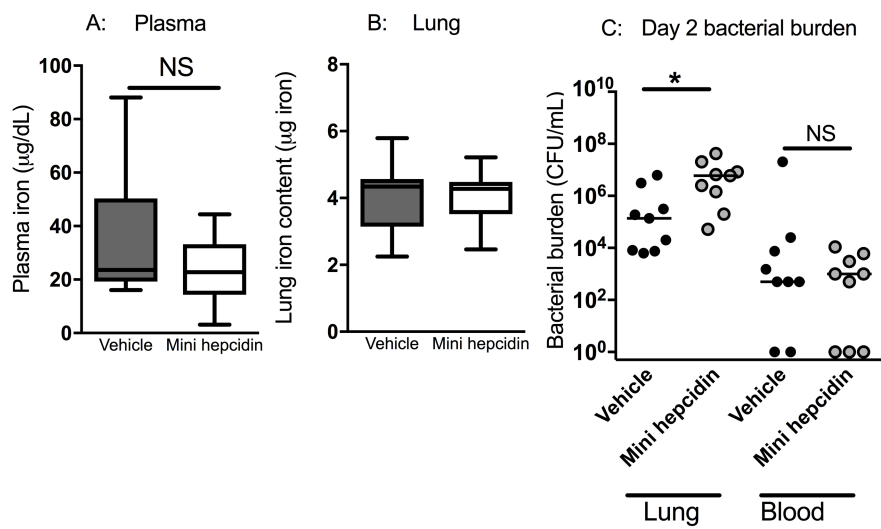 A: Plasma
NS
Plasma iron (μg/dL)
100
80
60
40
20
0
Vehicle
Mini hepcidin
B: Lung
Lung iron content (μg iron)
8
6
4
2
0
Vehicle
Mini hepcidin
C: Day 2 bacterial burden
*
NS
Bacterial burden (CFU/mL)
10¹⁰
10⁸
10⁶
10⁴
10²
10⁰
Vehicle
Mini hepcidin
Vehicle
Mini hepcidin
Lung
Blood